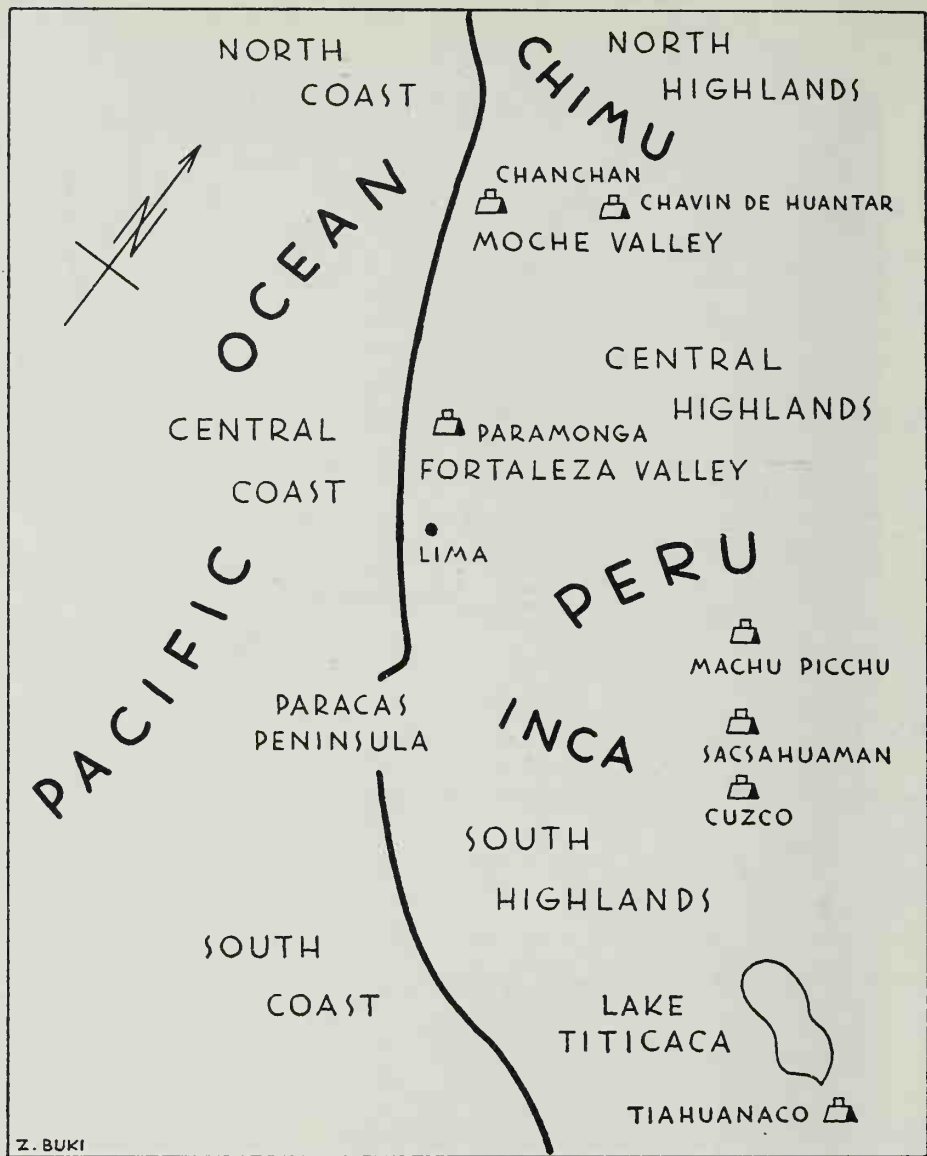 NORTH
COAST
NORTH
HIGHLANDS
CHIMU
CHANCHAN
CHAVIN DE HUANTAR
MOCHE VALLEY
PACIFIC OCEAN
N
CENTRAL
HIGHLANDS
CENTRAL
COAST
PARAMONGA
FORTALEZA VALLEY
LIMA
PERU
MACHU PICCHU
PARACAS
PENINSULA
INCA
SACSAHUAMAN
CUZCO
SOUTH
HIGHLANDS
SOUTH
COAST
LAKE
TITICACA
TIAHUANACO
Z. BUKI